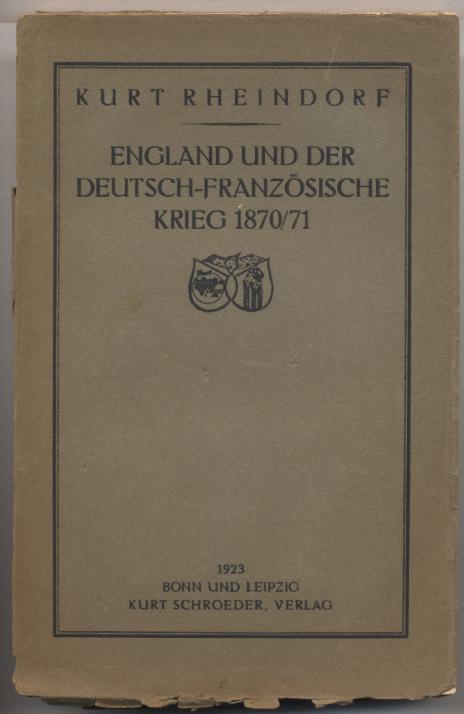 KURT RHEINDORF
ENGLAND UND DER
DEUTSCH-FRANZÖSISCHE
KRIEG 1870/71
1923
BONN UND LEIPZIG
KURT SCHROEDER, VERLAG